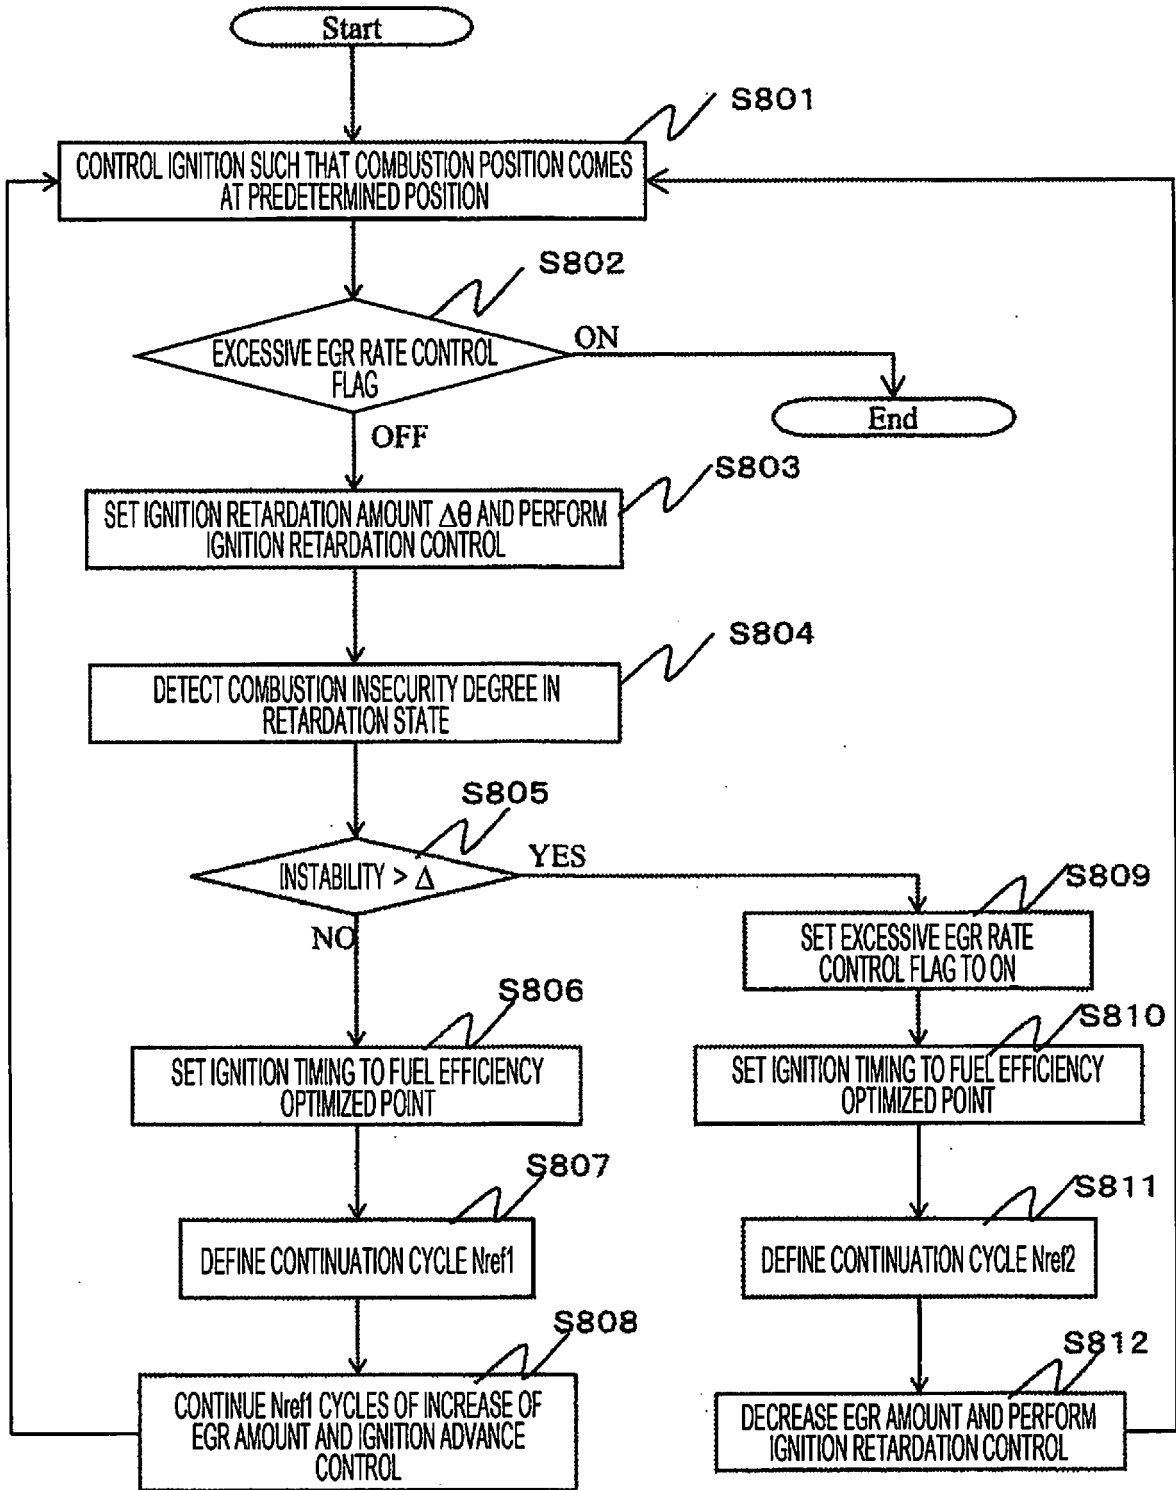 Start
S801
CONTROL IGNITION SUCH THAT COMBUSTION POSITION COMES
AT PREDETERMINED POSITION
S802
EXCESSIVE EGR RATE CONTROL
FLAG
ON
End
OFF
S803
SET IGNITION RETARDATION AMOUNT Δθ AND PERFORM
IGNITION RETARDATION CONTROL
S804
DETECT COMBUSTION INSECURITY DEGREE IN
RETARDATION STATE
S805
INSTABILITY > Δ
YES
NO
S809
SET EXCESSIVE EGR RATE
CONTROL FLAG TO ON
S806
SET IGNITION TIMING TO FUEL EFFICIENCY
OPTIMIZED POINT
S810
SET IGNITION TIMING TO FUEL EFFICIENCY
OPTIMIZED POINT
S807
DEFINE CONTINUATION CYCLE Nref1
S811
DEFINE CONTINUATION CYCLE Nref2
S808
CONTINUE Nref1 CYCLES OF INCREASE OF
EGR AMOUNT AND IGNITION ADVANCE
CONTROL
S812
DECREASE EGR AMOUNT AND PERFORM
IGNITION RETARDATION CONTROL